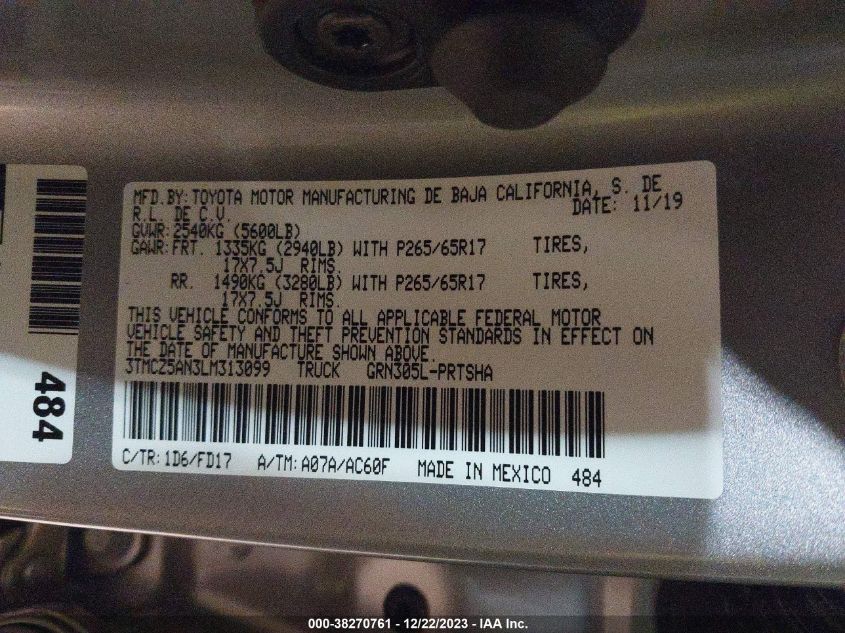 MFD.BY:TOYOTA MOTOR MANUFACTURING DE BAJA CALIFORNIA, S. DE
R.L. DE C.V. DATE: 11/19
GVWR:2540KG (5600LB)
GAWR:FRT. 1335KG (2940LB) WITH P265/65R17 TIRES,
17X7.5J RIMS.
RR. 1490KG (3280LB) WITH P265/65R17 TIRES,
17X7.5J RIMS.
THIS VEHICLE CONFORMS TO ALL APPLICABLE FEDERAL MOTOR
VEHICLE SAFETY AND THEFT PREVENTION STANDARDS IN EFFECT ON
THE DATE OF MANUFACTURE SHOWN ABOVE.
3TMCZ5AN3LM313099 TRUCK GRN305L-PRTSHA
C/TR:1D6/FD17 A/TM:A07A/AC60F MADE IN MEXICO 484
484
000-38270761 - 12/22/2023 - IAA Inc.